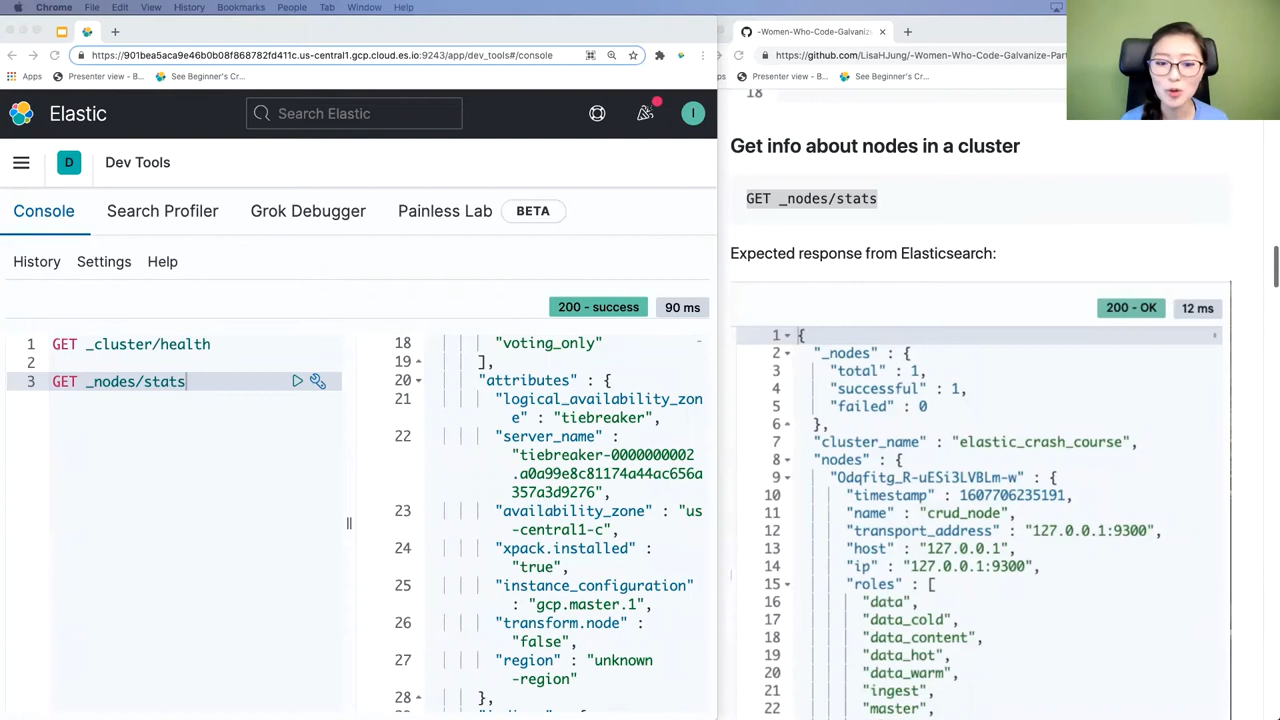 Chrome File Edit View History Bookmarks People Tab Window Help
https://901bea5aca9e46b0b08f868782fd411c.us-central1.gcp.cloud.es.io:9243/app/dev_tools#/console
Apps Presenter view - B... See Beginner's Cr...
Elastic
Search Elastic
I
D
Dev Tools
Console
Search Profiler
Grok Debugger
Painless Lab
BETA
History
Settings
Help
200 - success
90 ms
1 GET _cluster/health
2
3 GET _nodes/stats
18 "voting_only"
19 ],
20 "attributes" : {
21 "logical_availability_zon
e" : "tiebreaker",
22 "server_name" :
"tiebreaker-0000000002
.a0a99e8c81174a44ac656a
357a3d9276",
23 "availability_zone" : "us
-central1-c",
24 "xpack.installed" :
"true",
25 "instance_configuration"
: "gcp.master.1",
26 "transform.node" :
"false",
27 "region" : "unknown
-region"
28 },
-Women-Who-Code-Galvaniz
https://github.com/LisaHJung/-Women-Who-Code-Galvanize-Par
Presenter view - B... See Beginner's Cr...
18
Get info about nodes in a cluster
GET _nodes/stats
Expected response from Elasticsearch:
200 - OK
12 ms
1 {
2 "_nodes" : {
3 "total" : 1,
4 "successful" : 1,
5 "failed" : 0
6 },
7 "cluster_name" : "elastic_crash_course",
8 "nodes" : {
9 "Odqfitg_R-uESi3LVBLm-w" : {
10 "timestamp" : 1607706235191,
11 "name" : "crud_node",
12 "transport_address" : "127.0.0.1:9300",
13 "host" : "127.0.0.1",
14 "ip" : "127.0.0.1:9300",
15 "roles" : [
16 "data",
17 "data_cold",
18 "data_content",
19 "data_hot",
20 "data_warm",
21 "ingest",
22 "master",